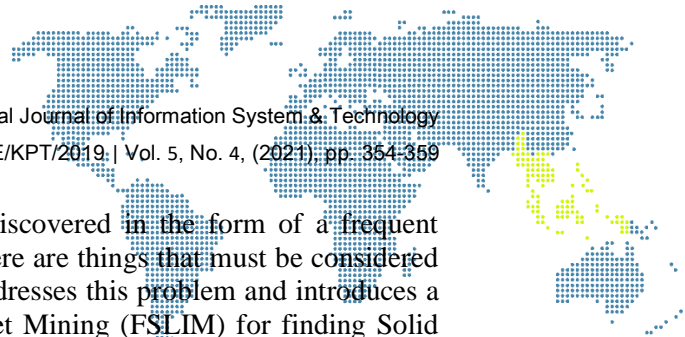 al Journal of Information System & Technology
E/KPT/2019 | Vol. 5, No. 4, (2021), pp. 354-359
iscovered in the form of a frequent
ere are things that must be considered
dresses this problem and introduces a
et Mining (FSLIM) for finding Solid